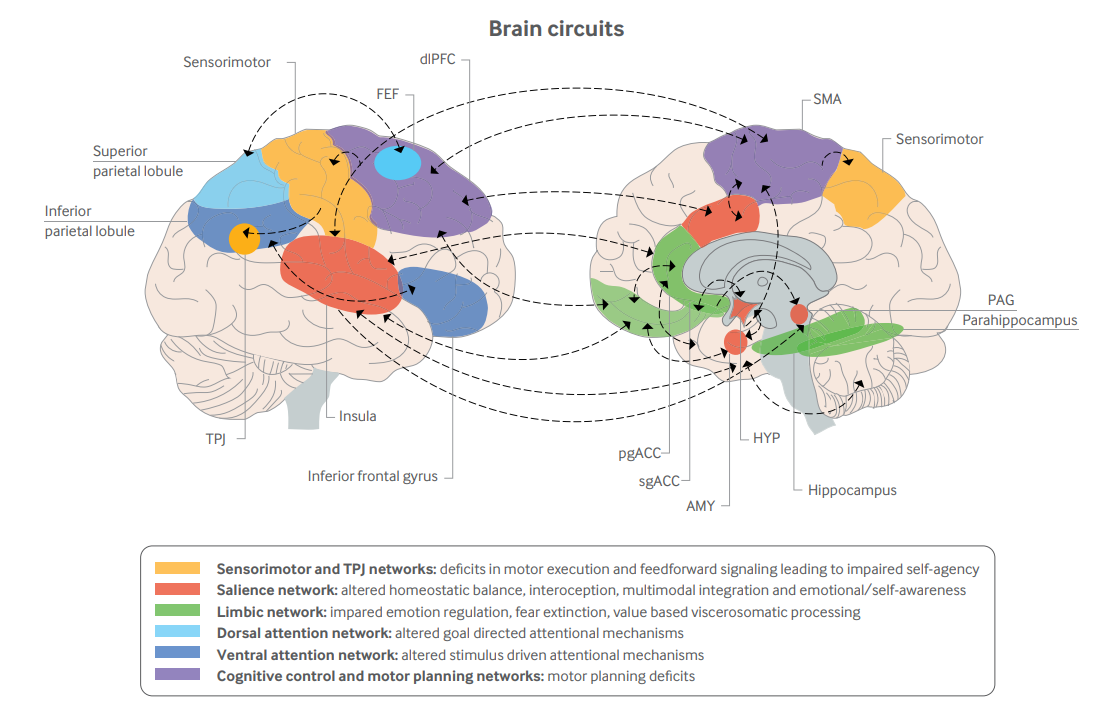 Brain circuits
Sensorimotor
dlPFC
FEF
SMA
Sensorimotor
Superior
parietal lobule
Inferior
parietal lobule
PAG
Parahippocampus
Insula
TPJ
HYP
pgACC
Inferior frontal gyrus
sgACC
Hippocampus
AMY
Sensorimotor and TPJ networks: deficits in motor execution and feedforward signaling leading to impaired self-agency
Salience network: altered homeostatic balance, interoception, multimodal integration and emotional/self-awareness
Limbic network: impared emotion regulation, fear extinction, value based viscerosomatic processing
Dorsal attention network: altered goal directed attentional mechanisms
Ventral attention network: altered stimulus driven attentional mechanisms
Cognitive control and motor planning networks: motor planning deficits